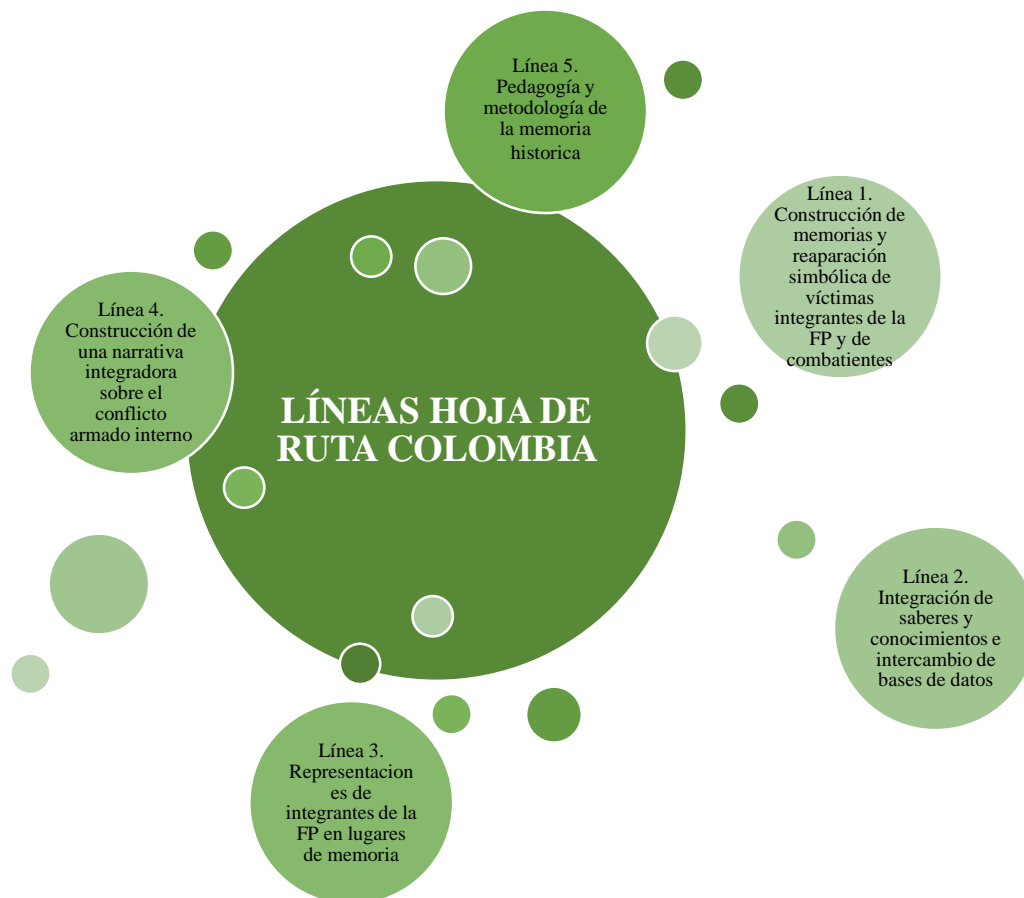 Línea 5.
Pedagogía y
metodología de
la memoria
historica
Línea 1.
Construcción de
memorias y
reaparación
simbólica de
víctimas
integrantes de la
FP y de
combatientes
Línea 4.
Construcción de
una narrativa
integradora
sobre el
conflicto
armado interno
LÍNEAS HOJA DE
RUTA COLOMBIA
Línea 2.
Integración de
saberes y
conocimientos e
intercambio de
bases de datos
Línea 3.
Representacion
es de
integrantes de la
FP en lugares
de memoria